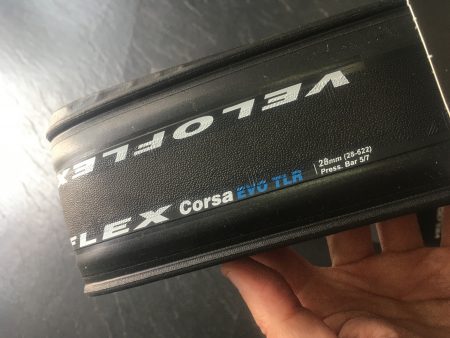 VELOFLEX
FLEX Corsa EVO TLR
28mm (28-622)
Press. Bar 5/7